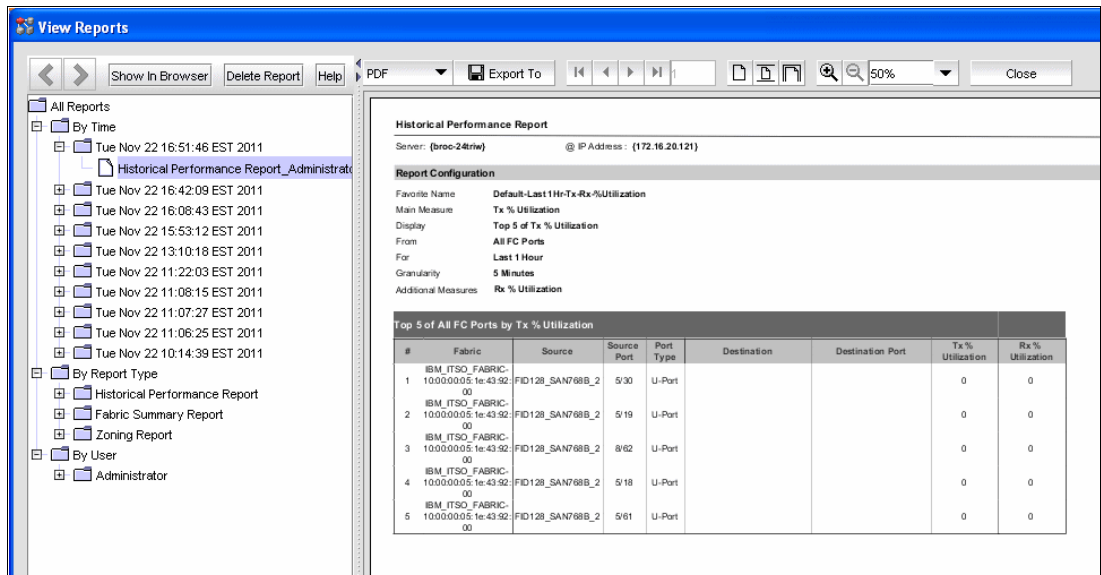 View Reports
Show In Browser Delete Report Help PDF Export To 1 50% Close
All Reports
By Time
Tue Nov 22 16:51:46 EST 2011
Historical Performance Report_Administrato
Tue Nov 22 16:42:09 EST 2011
Tue Nov 22 16:08:43 EST 2011
Tue Nov 22 15:53:12 EST 2011
Tue Nov 22 13:10:18 EST 2011
Tue Nov 22 11:22:03 EST 2011
Tue Nov 22 11:08:15 EST 2011
Tue Nov 22 11:07:27 EST 2011
Tue Nov 22 11:06:25 EST 2011
Tue Nov 22 10:14:39 EST 2011
By Report Type
Historical Performance Report
Fabric Summary Report
Zoning Report
By User
Administrator
Historical Performance Report
Server: {broc-24triw} @ IP Address : {172.16.20.121}
Report Configuration
Favorite Name Default-Last 1Hr-Tx-Rx-%Utilization
Main Measure Tx % Utilization
Display Top 5 of Tx % Utilization
From All FC Ports
For Last 1 Hour
Granularity 5 Minutes
Additional Measures Rx % Utilization
Top 5 of All FC Ports by Tx % Utilization
# Fabric Source Source Port Port Type Destination Destination Port Tx % Utilization Rx % Utilization
IBM_ITSO_FABRIC-
1 10:00:00:05:1e:43:92: FID128_SAN768B_2 5/30 U-Port 0 0
00
IBM_ITSO_FABRIC-
2 10:00:00:05:1e:43:92: FID128_SAN768B_2 5/19 U-Port 0 0
00
IBM_ITSO_FABRIC-
3 10:00:00:05:1e:43:92: FID128_SAN768B_2 8/62 U-Port 0 0
00
IBM_ITSO_FABRIC-
4 10:00:00:05:1e:43:92: FID128_SAN768B_2 5/18 U-Port 0 0
00
IBM_ITSO_FABRIC-
5 10:00:00:05:1e:43:92: FID128_SAN768B_2 5/61 U-Port 0 0
00